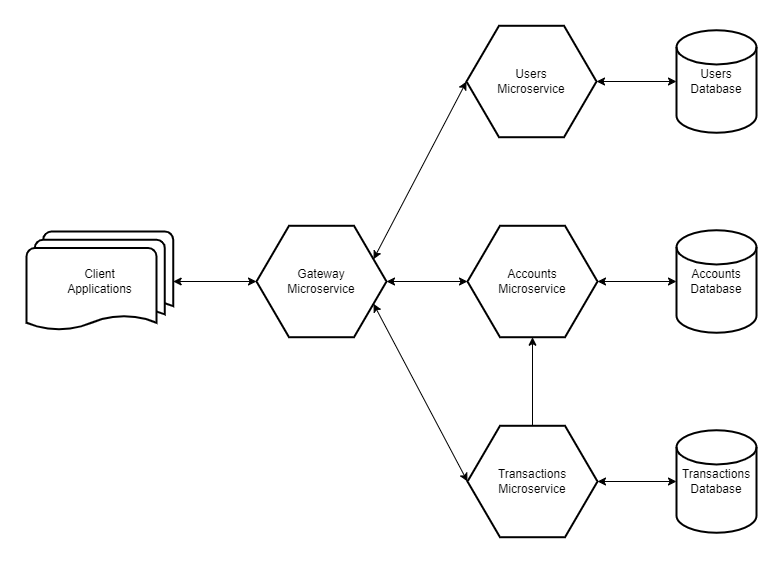 Users
Microservice
Users
Database
Client
Applications
Gateway
Microservice
Accounts
Microservice
Accounts
Database
Transactions
Microservice
Transactions
Database